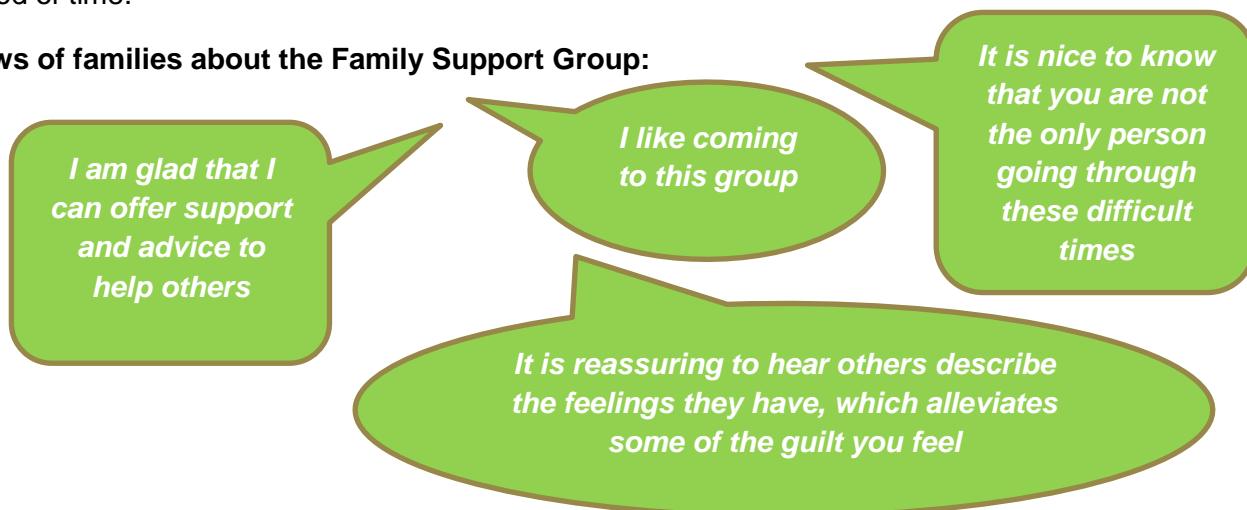 ws of families about the Family Support Group:
I am glad that I
can offer support
and advice to
help others
I like coming
to this group
It is nice to know
that you are not
the only person
going through
these difficult
times
It is reassuring to hear others describe
the feelings they have, which alleviates
some of the guilt you feel